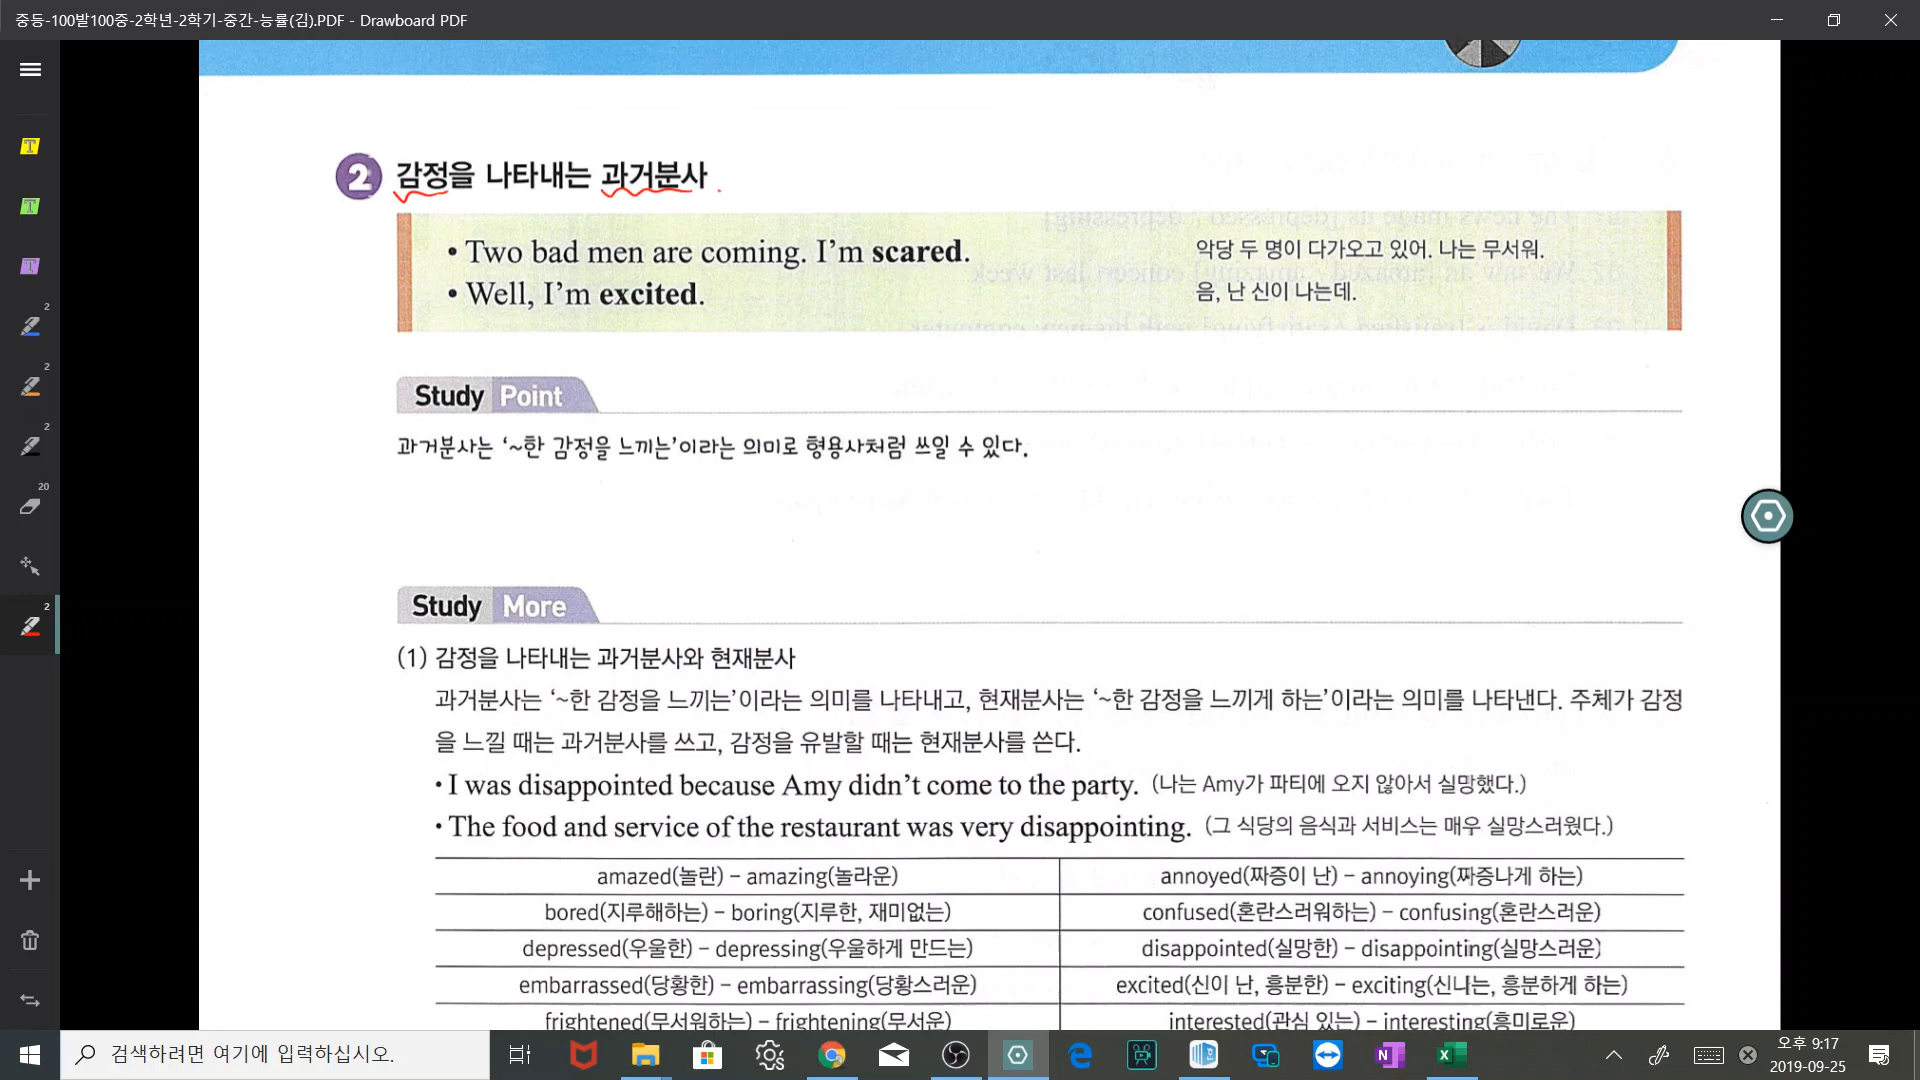 중등-100발100중-2학년-2학기-중간-능률(김).PDF - Drawboard PDF
2 감정을 나타내는 과거분사
• Two bad men are coming. I’m scared. 악당 두 명이 다가오고 있어. 나는 무서워.
• Well, I’m excited. 음, 난 신이 나는데.
Study Point
과거분사는 ‘~한 감정을 느끼는’이라는 의미로 형용사처럼 쓰일 수 있다.
Study More
(1) 감정을 나타내는 과거분사와 현재분사
과거분사는 ‘~한 감정을 느끼는’이라는 의미를 나타내고, 현재분사는 ‘~한 감정을 느끼게 하는’이라는 의미를 나타낸다. 주체가 감정
을 느낄 때는 과거분사를 쓰고, 감정을 유발할 때는 현재분사를 쓴다.
• I was disappointed because Amy didn’t come to the party. (나는 Amy가 파티에 오지 않아서 실망했다.)
• The food and service of the restaurant was very disappointing. (그 식당의 음식과 서비스는 매우 실망스러웠다.)
amazed(놀란) – amazing(놀라운) annoyed(짜증이 난) – annoying(짜증나게 하는)
bored(지루해하는) – boring(지루한, 재미없는) confused(혼란스러워하는) – confusing(혼란스러운)
depressed(우울한) – depressing(우울하게 만드는) disappointed(실망한) – disappointing(실망스러운)
embarrassed(당황한) – embarrassing(당황스러운) excited(신이 난, 흥분한) – exciting(신나는, 흥분하게 하는)
frightened(무서워하는) – frightening(무서운) interested(관심 있는) – interesting(흥미로운)
2
2
2
20
2
검색하려면 여기에 입력하십시오.
오후 9:17
2019-09-25